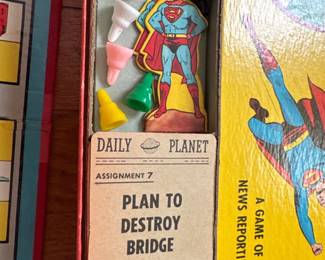 DAILY PLANET
ASSIGNMENT 7
PLAN TO
DESTROY
BRIDGE
A GAME OF
NEWS REPORTI